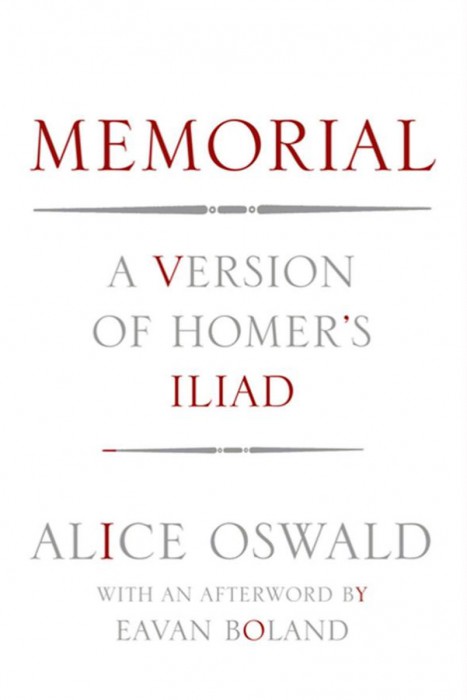 MEMORIAL
A VERSION
OF HOMER'S
ILIAD
ALICE OSWALD
WITH AN AFTERWORD BY
EAVAN BOLAND